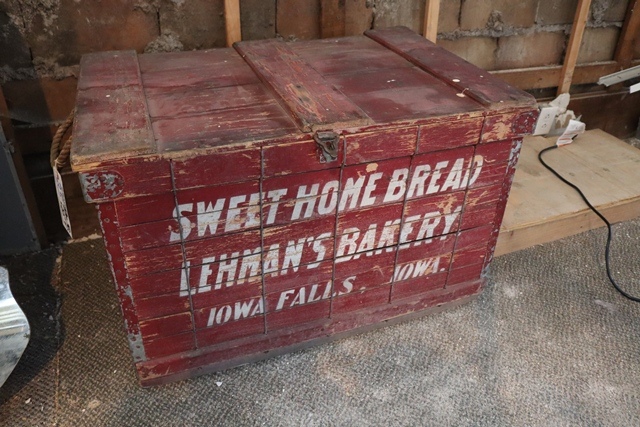 SWEET HOME BREAD
LEHMAN'S BAKERY
IOWA FALLS. IOWA.